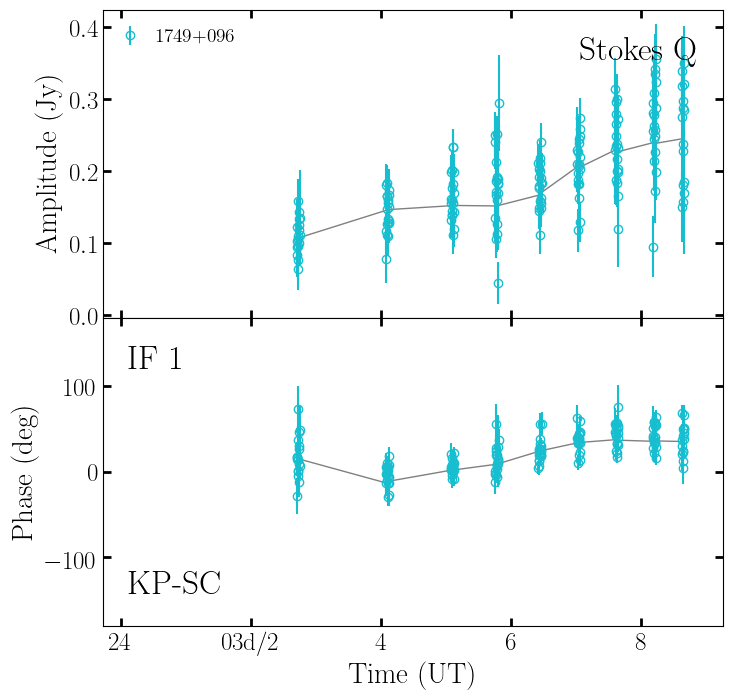 1749+096
Stokes Q
0.4
0.3
0.2
0.1
0.0
Amplitude (Jy)
IF 1
100
0
−100
Phase (deg)
KP-SC
24 03d/2 4 6 8
Time (UT)